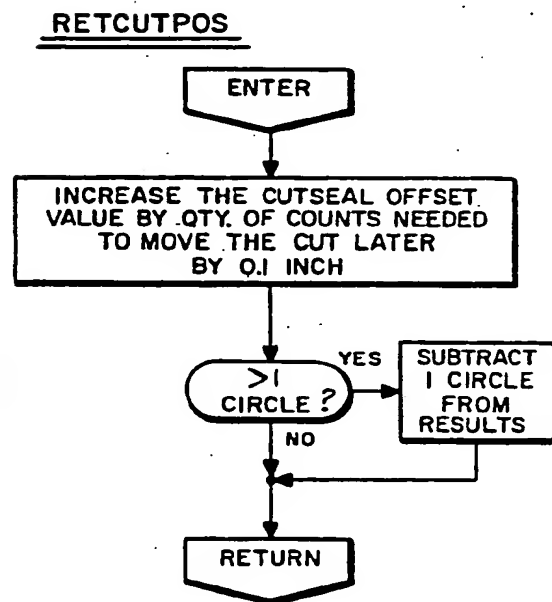 RETCUTPOS
ENTER
INCREASE THE CUTSEAL OFFSET
VALUE BY QTY. OF COUNTS NEEDED
TO MOVE THE CUT LATER
BY 0.1 INCH
>1
CIRCLE?
YES
SUBTRACT
1 CIRCLE
FROM
RESULTS
NO
RETURN